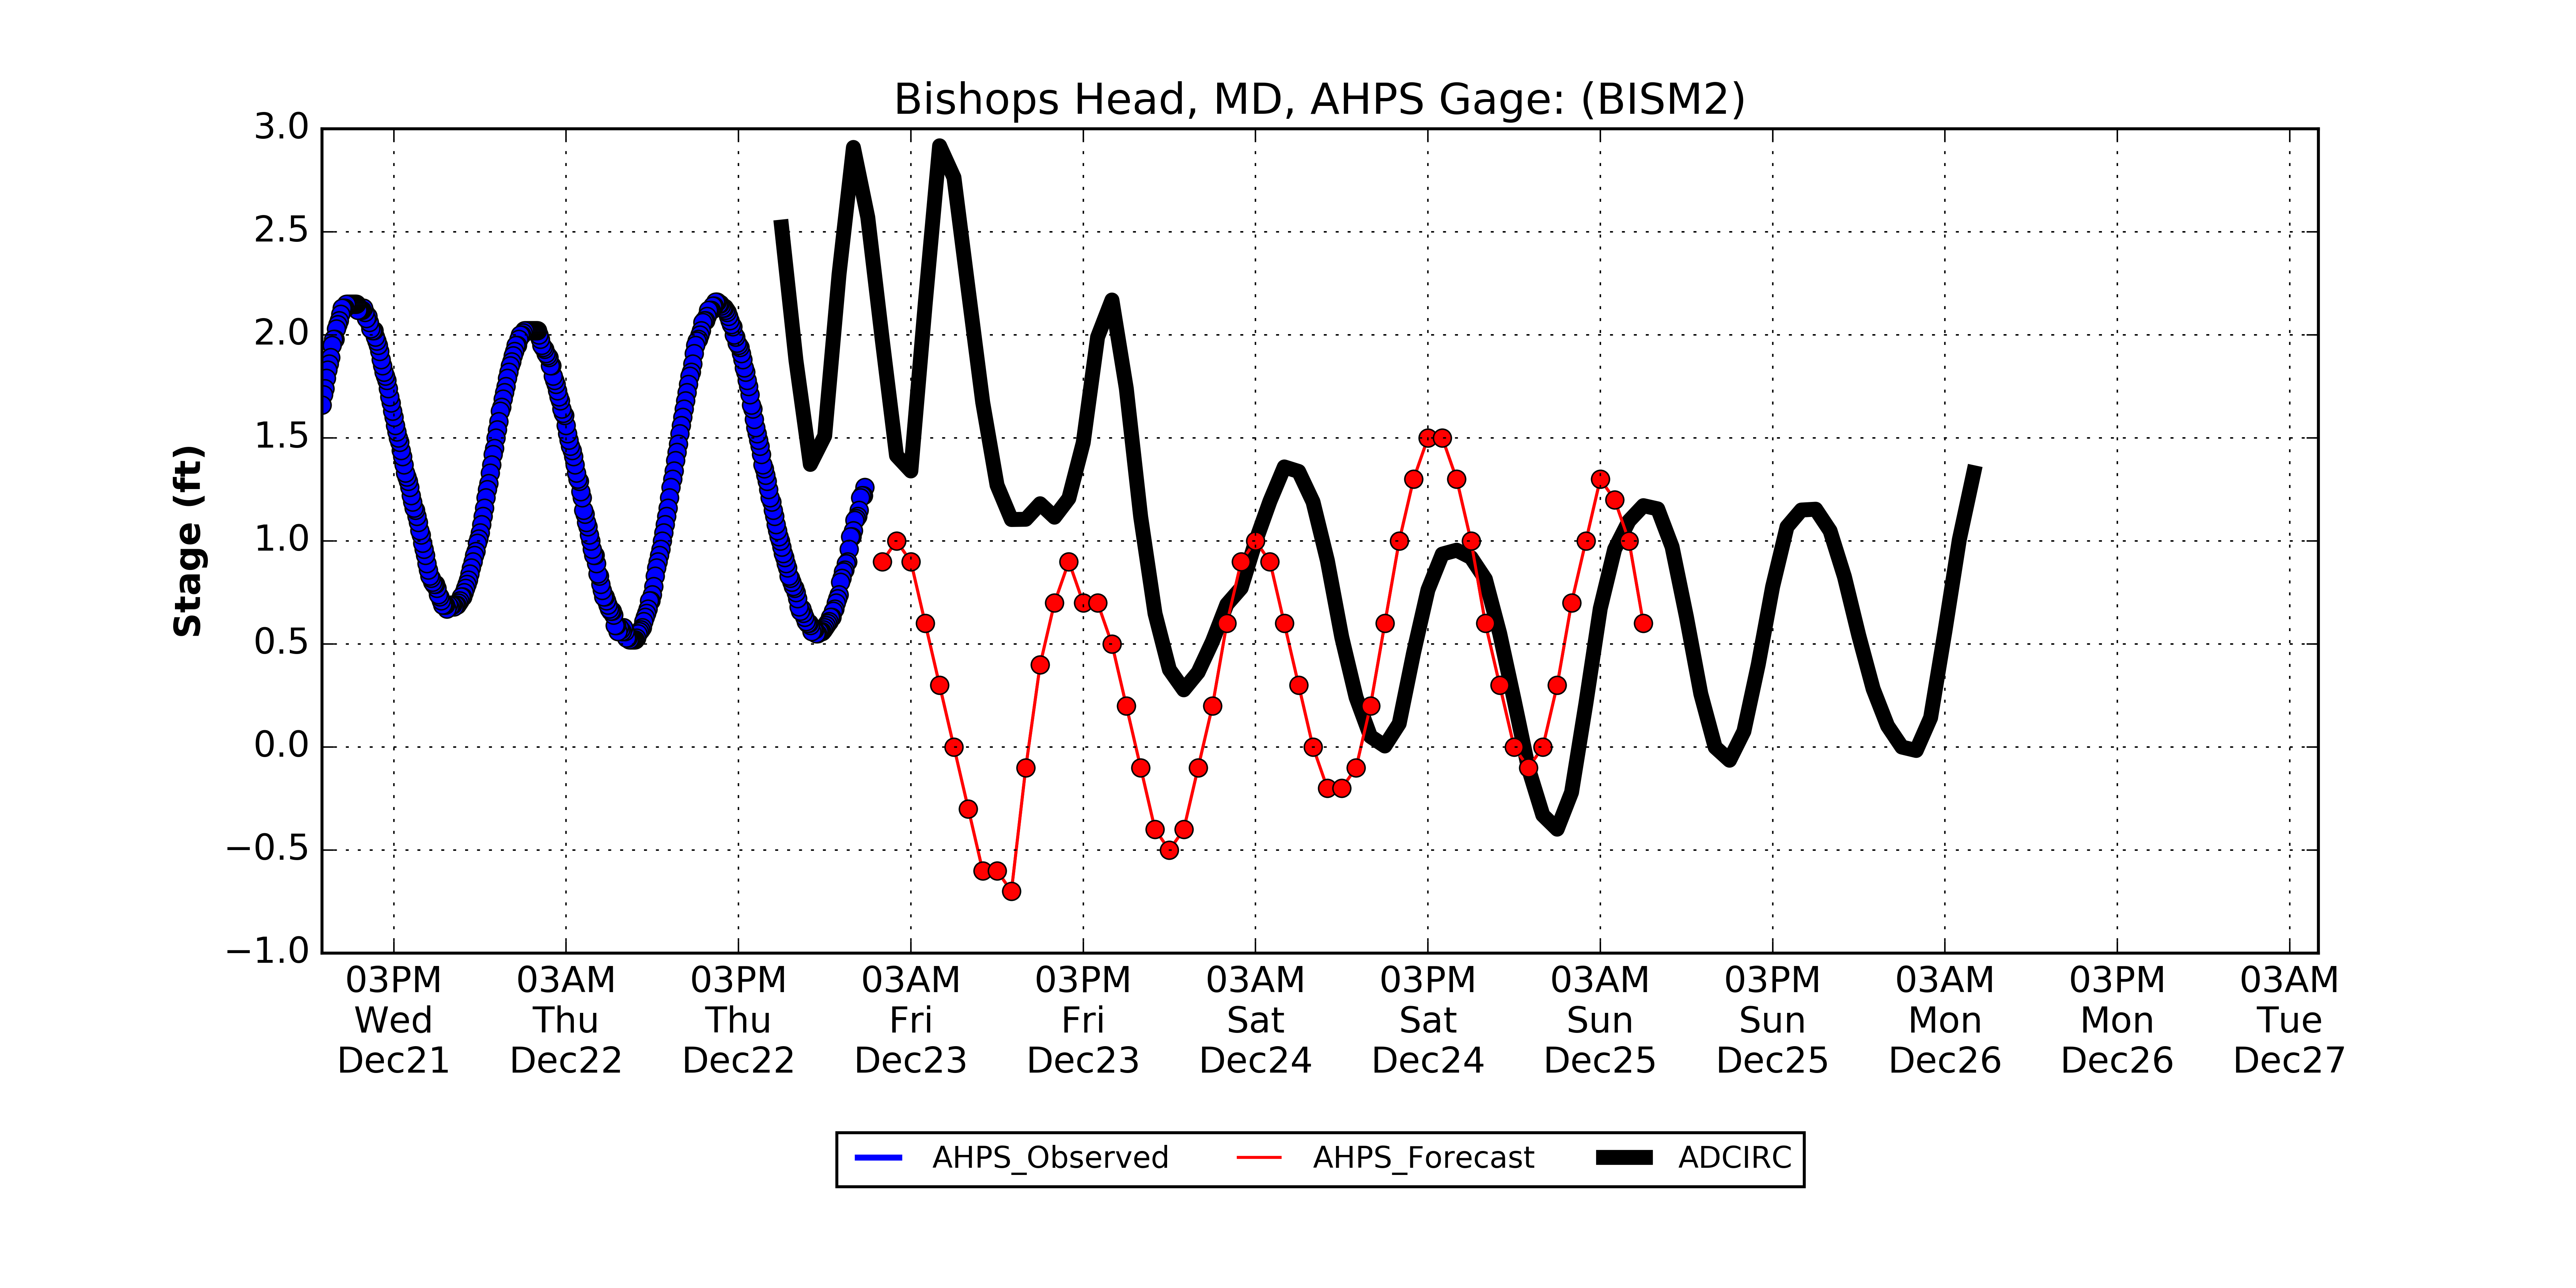 Bishops Head, MD, AHPS Gage: (BISM2)
Stage (ft)
3.0
2.5
2.0
1.5
1.0
0.5
0.0
−0.5
−1.0
03PM 03AM 03PM 03AM 03PM 03AM 03PM 03AM 03PM 03AM 03PM 03AM
Wed Thu Thu Fri Fri Sat Sat Sun Sun Mon Mon Tue
Dec21 Dec22 Dec22 Dec23 Dec23 Dec24 Dec24 Dec25 Dec25 Dec26 Dec26 Dec27
AHPS_Observed AHPS_Forecast ADCIRC